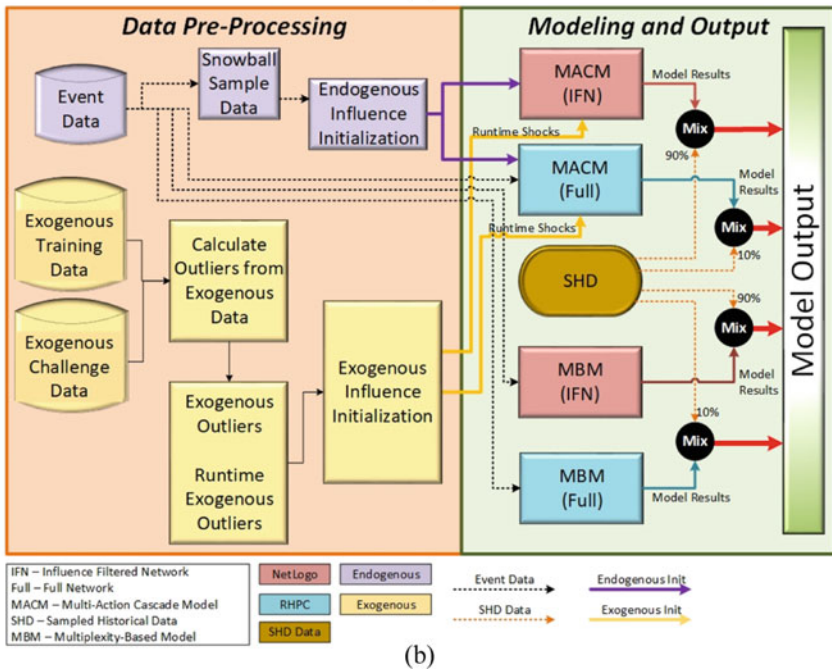 Data Pre-Processing
Modeling and Output
Event
Data
Snowball
Sample
Data
Endogenous
Influence
Initialization
Exogenous
Training
Data
Exogenous
Challenge
Data
Calculate
Outliers from
Exogenous
Data
Exogenous
Outliers
Runtime
Exogenous
Outliers
Exogenous
Influence
Initialization
MACM
(IFN)
Model Results
Mix
Runtime Shocks
90%
MACM
(Full)
Model
Results
Runtime Shocks
Mix
10%
SHD
90%
Mix
MBM
(IFN)
Model
Results
10%
Mix
MBM
(Full)
Model Results
Model Output
IFN – Influence Filtered Network
Full – Full Network
MACM – Multi-Action Cascade Model
SHD – Sampled Historical Data
MBM – Multiplexity-Based Model
NetLogo
Endogenous
RHPC
Exogenous
SHD Data
Event Data
Endogenous Init
SHD Data
Exogenous Init
(b)